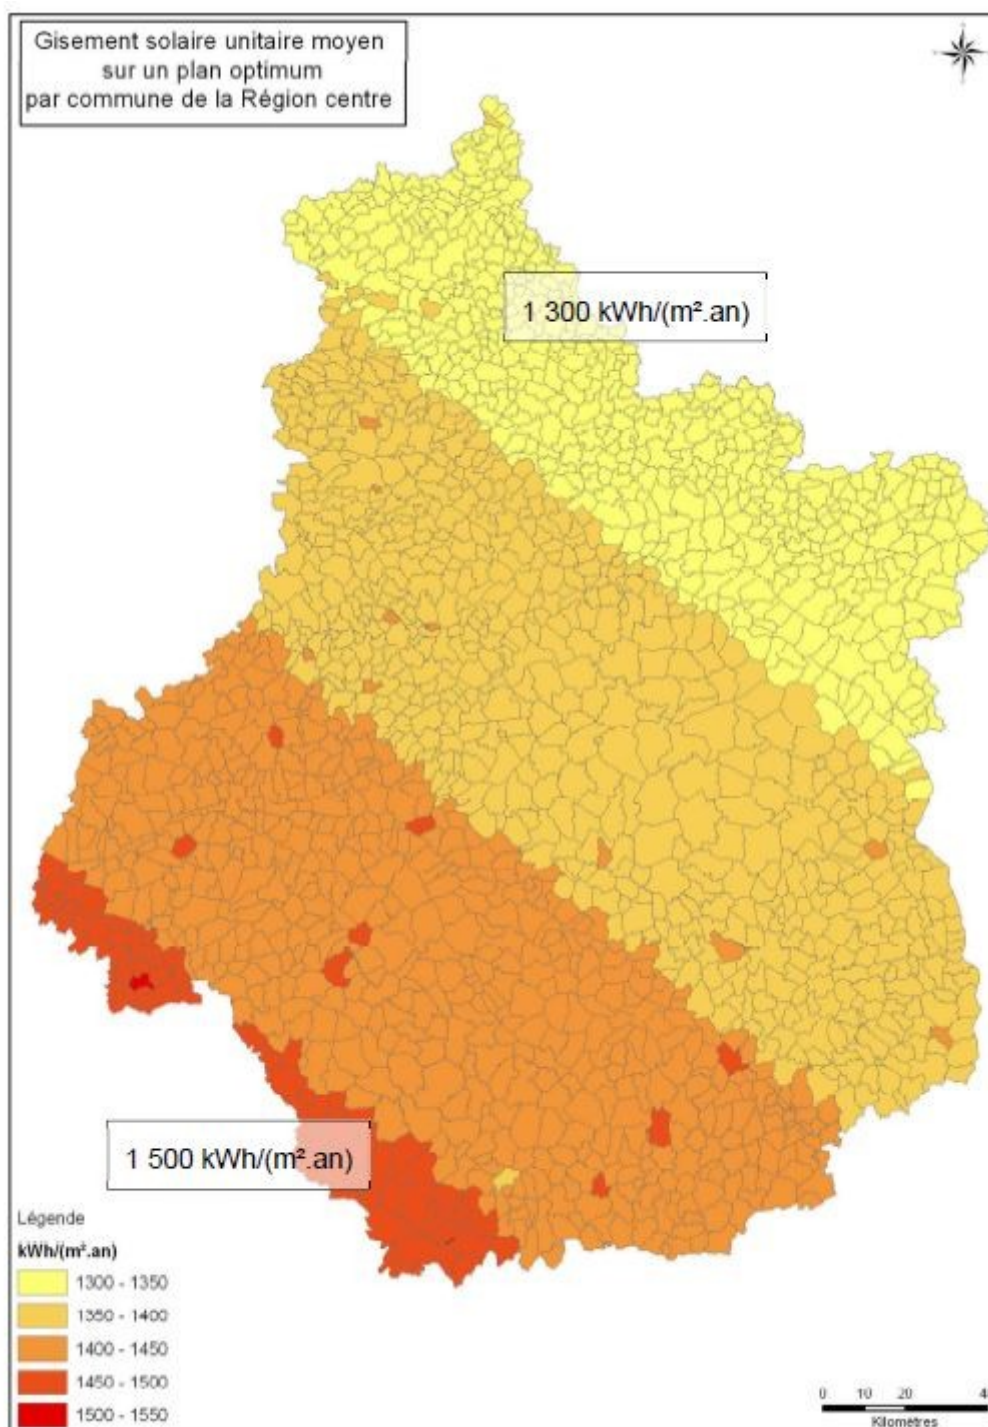 Gisement solaire unitaire moyen
sur un plan optimum
par commune de la Région centre
1 300 kWh/(m².an)
1 500 kWh/(m².an)
Légende
kWh/(m².an)
1300 - 1350
1350 - 1400
1400 - 1450
1450 - 1500
1500 - 1550
0 10 20
Kilomètres